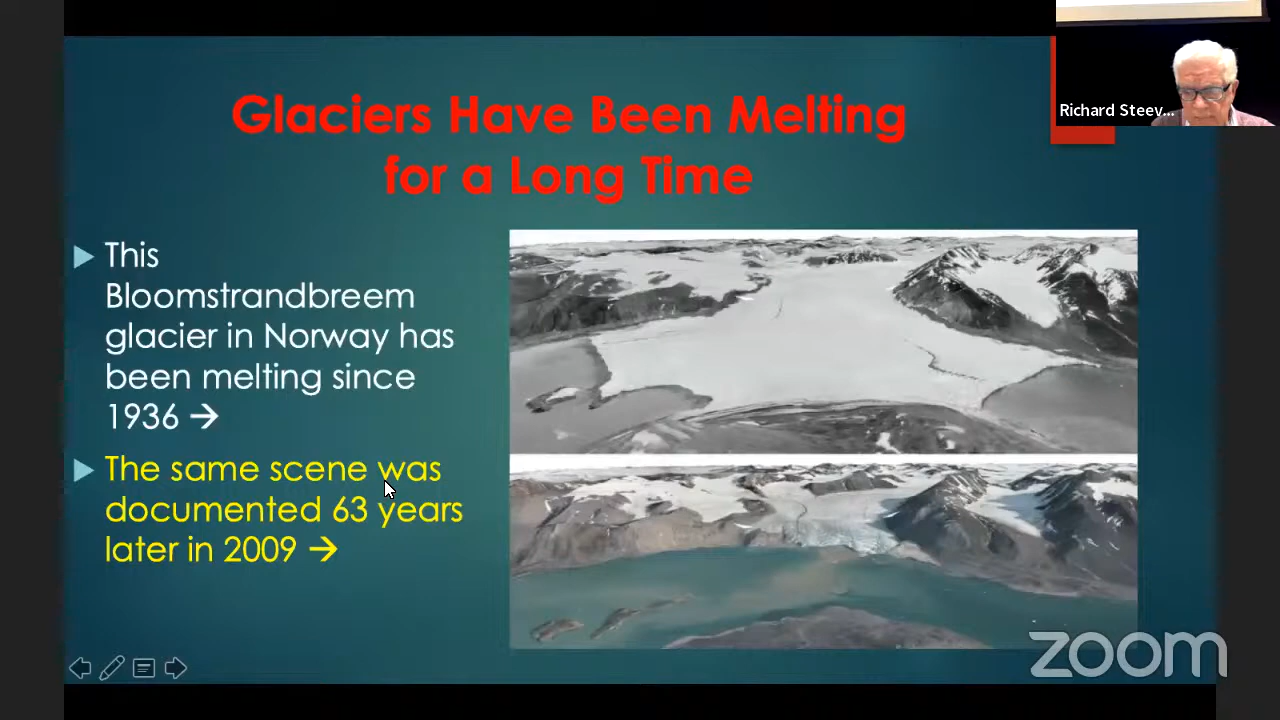 Glaciers Have Been Melting
for a Long Time
Richard Steev...
This
Bloomstrandbreem
glacier in Norway has
been melting since
1936 →
The same scene was
documented 63 years
later in 2009 →
zoom